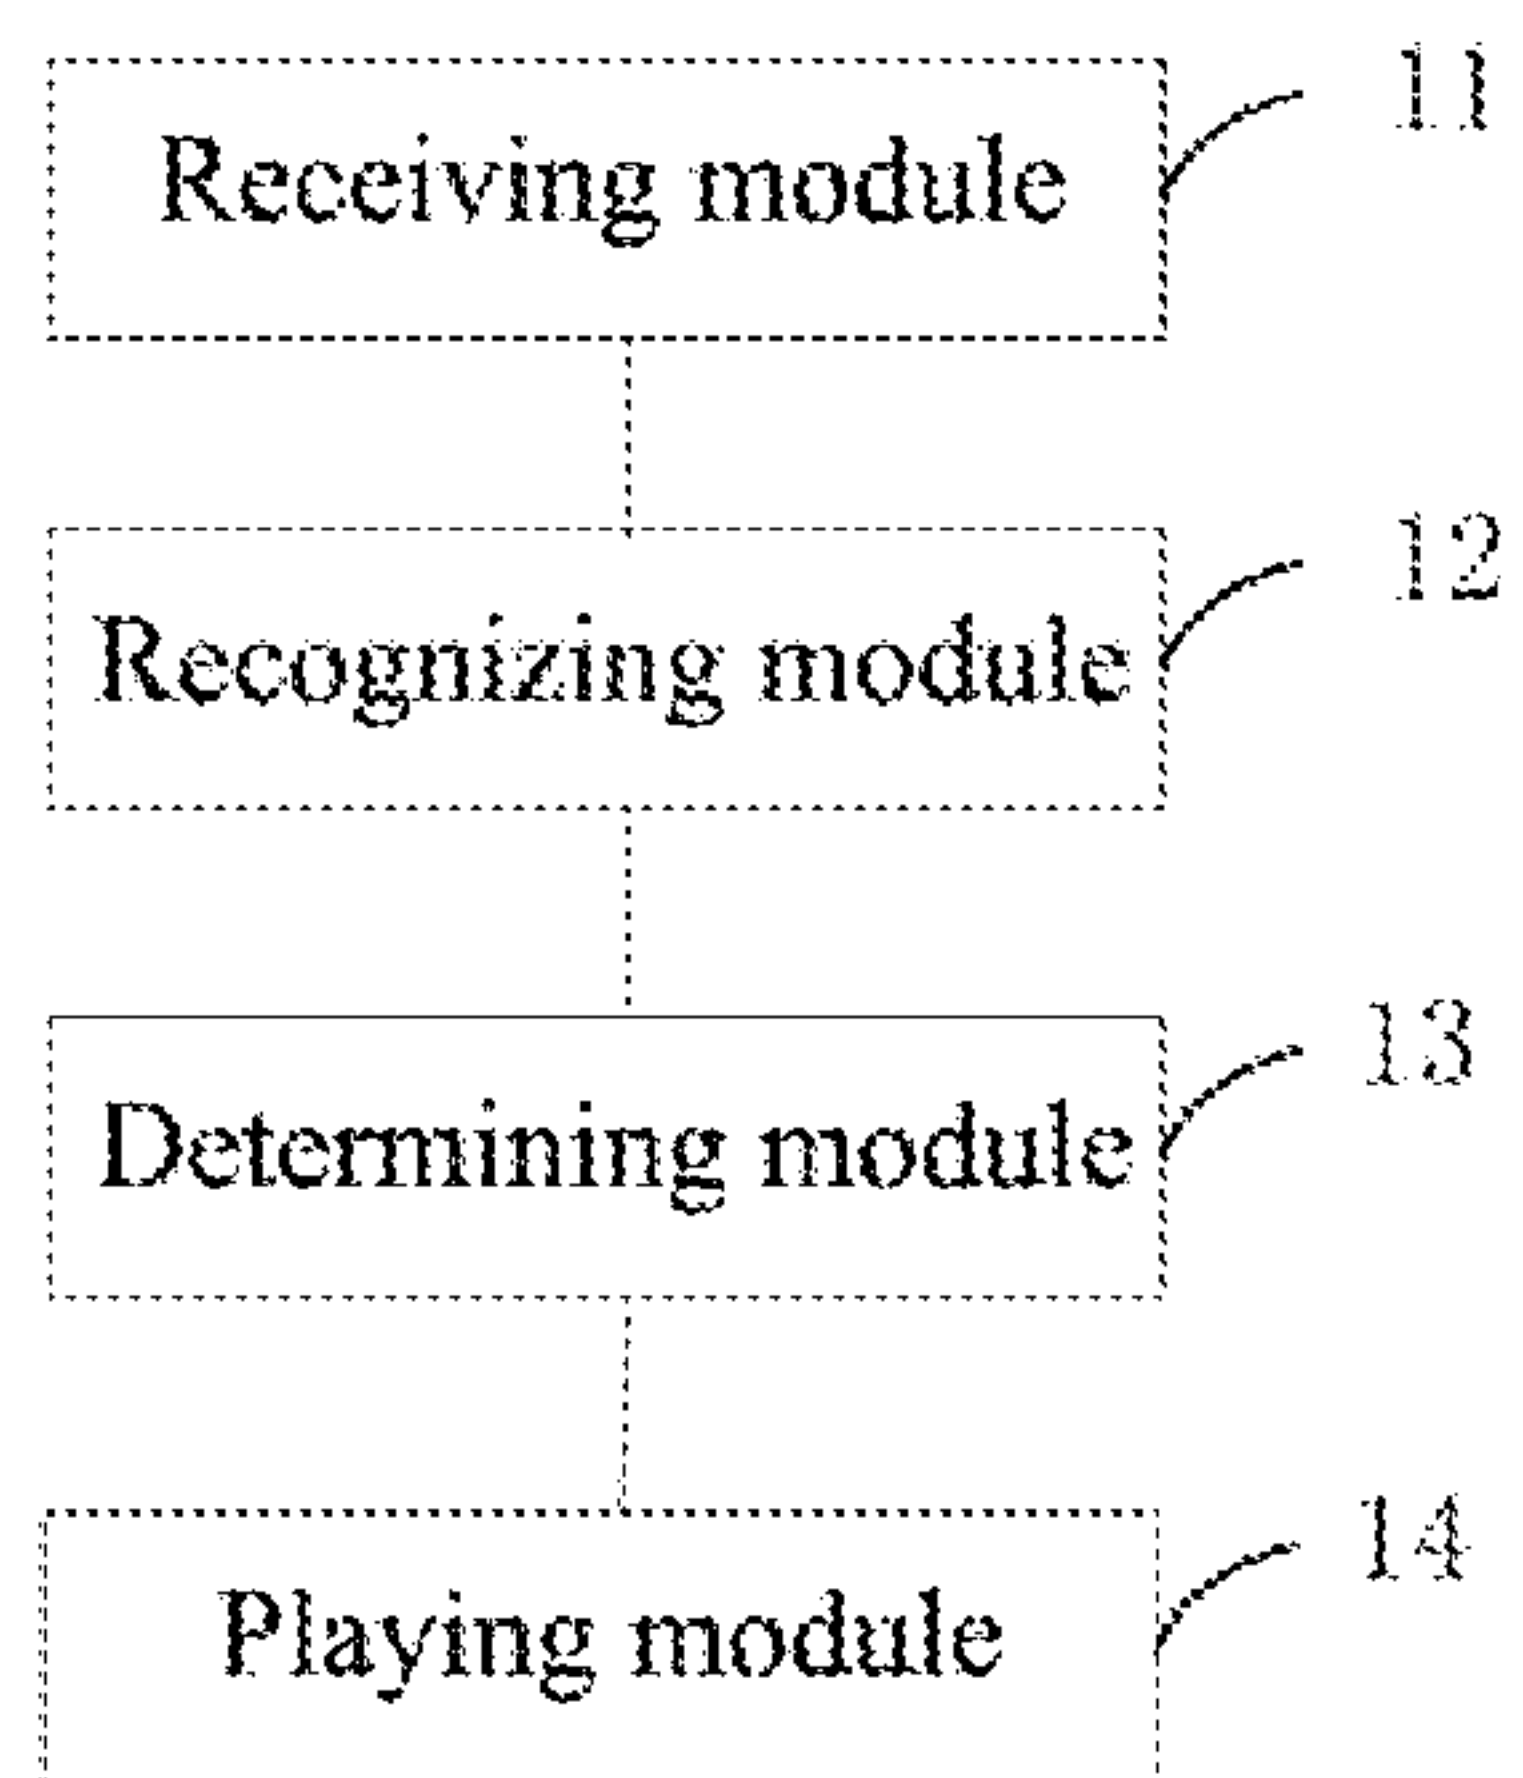 Receiving module 11
Recognizing module 12
Determining module 13
Playing module 14